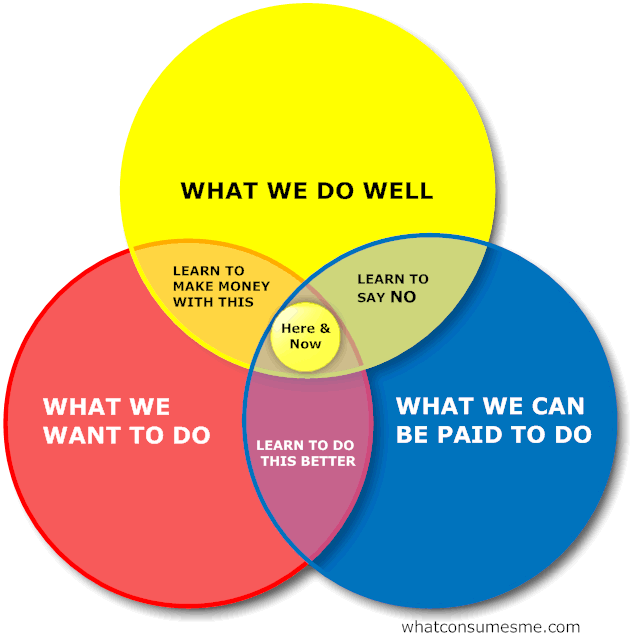 WHAT WE DO WELL
LEARN TO
MAKE MONEY
WITH THIS
LEARN TO
SAY NO
Here &
Now
WHAT WE
WANT TO DO
WHAT WE CAN
BE PAID TO DO
LEARN TO DO
THIS BETTER
whatconsumesme.com